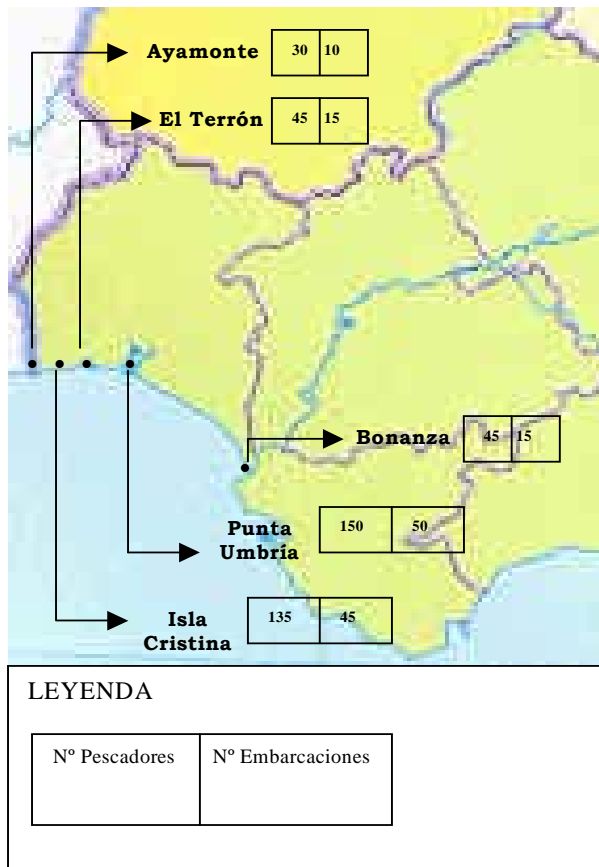 Ayamonte 30 10
El Terrón 45 15
Bonanza 45 15
Punta
Umbría 150 50
Isla
Cristina 135 45
LEYENDA
Nº Pescadores Nº Embarcaciones